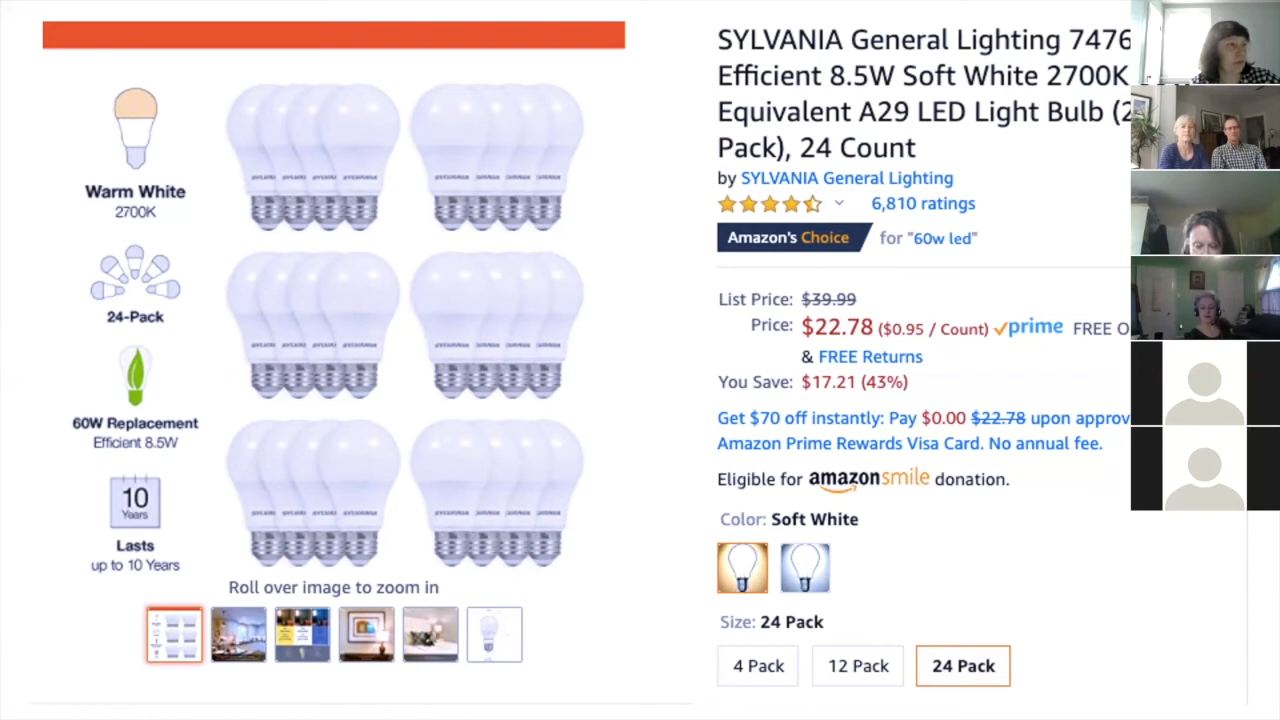 Warm White
2700K
24-Pack
60W Replacement
Efficient 8.5W
10
Years
Lasts
up to 10 Years
Roll over image to zoom in
SYLVANIA General Lighting 7476
Efficient 8.5W Soft White 2700K
Equivalent A29 LED Light Bulb (2
Pack), 24 Count
by SYLVANIA General Lighting
6,810 ratings
Amazon's Choice for "60w led"
List Price: $39.99
Price: $22.78 ($0.95 / Count) prime FREE O
& FREE Returns
You Save: $17.21 (43%)
Get $70 off instantly: Pay $0.00 $22.78 upon approv
Amazon Prime Rewards Visa Card. No annual fee.
Eligible for amazonsmile donation.
Color: Soft White
Size: 24 Pack
4 Pack 12 Pack 24 Pack